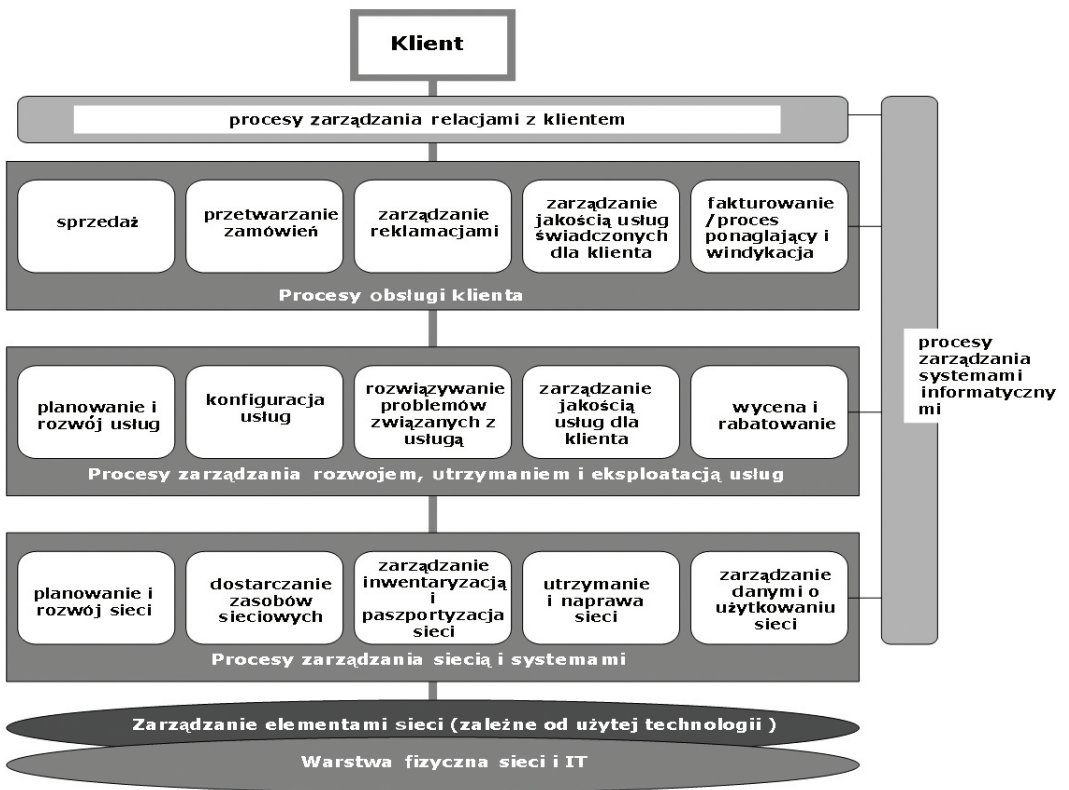 Klient
procesy zarządzania relacjami z klientem
sprzedaż
przetwarzanie
zamówień
zarządzanie
reklamacjami
zarządzanie
jakością usług
świadczonych
dla klienta
fakturowanie
/proces
ponaglający i
windykacja
Procesy obsługi klienta
planowanie i
rozwój usług
konfiguracja
usług
rozwiązywanie
problemów
związanych z
usługą
zarządzanie
jakością
usług dla
klienta
wycena i
rabatowanie
Procesy zarządzania rozwojem, utrzymaniem i eksploatacją usług
planowanie i
rozwój sieci
dostarczanie
zasobów
sieciowych
zarządzanie
inwentaryzacją
i
paszportyzacja
sieci
utrzymanie
i naprawa
sieci
zarządzanie
danymi o
użytkowaniu
sieci
Procesy zarządzania siecią i systemami
procesy
zarządzania
systemami
informatyczny
mi
Zarządzanie elementami sieci (zależne od użytej technologii )
Warstwa fizyczna sieci i IT